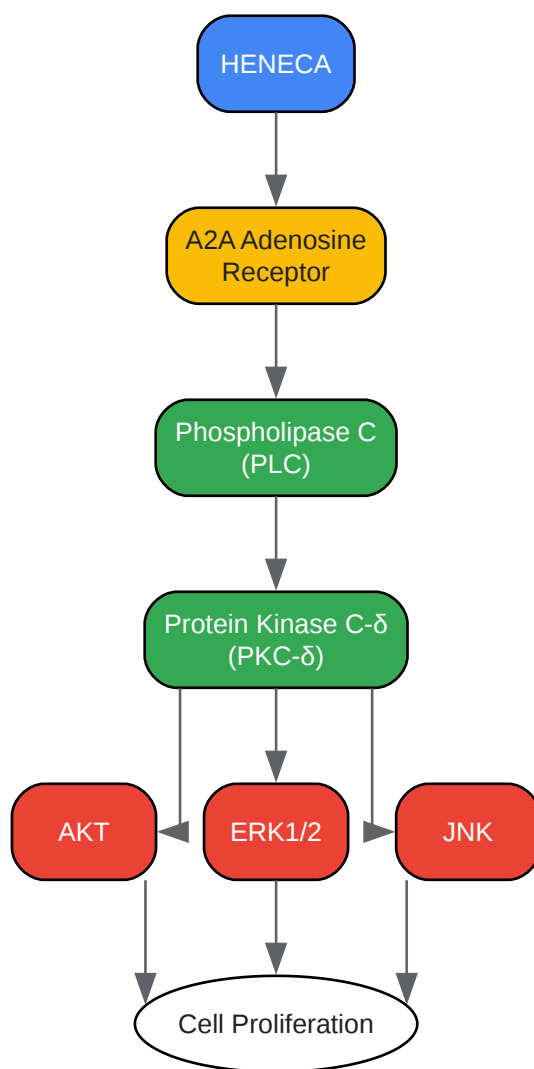 HENECA
A2A Adenosine
Receptor
Phospholipase C
(PLC)
Protein Kinase C-δ
(PKC-δ)
AKT
ERK1/2
JNK
Cell Proliferation